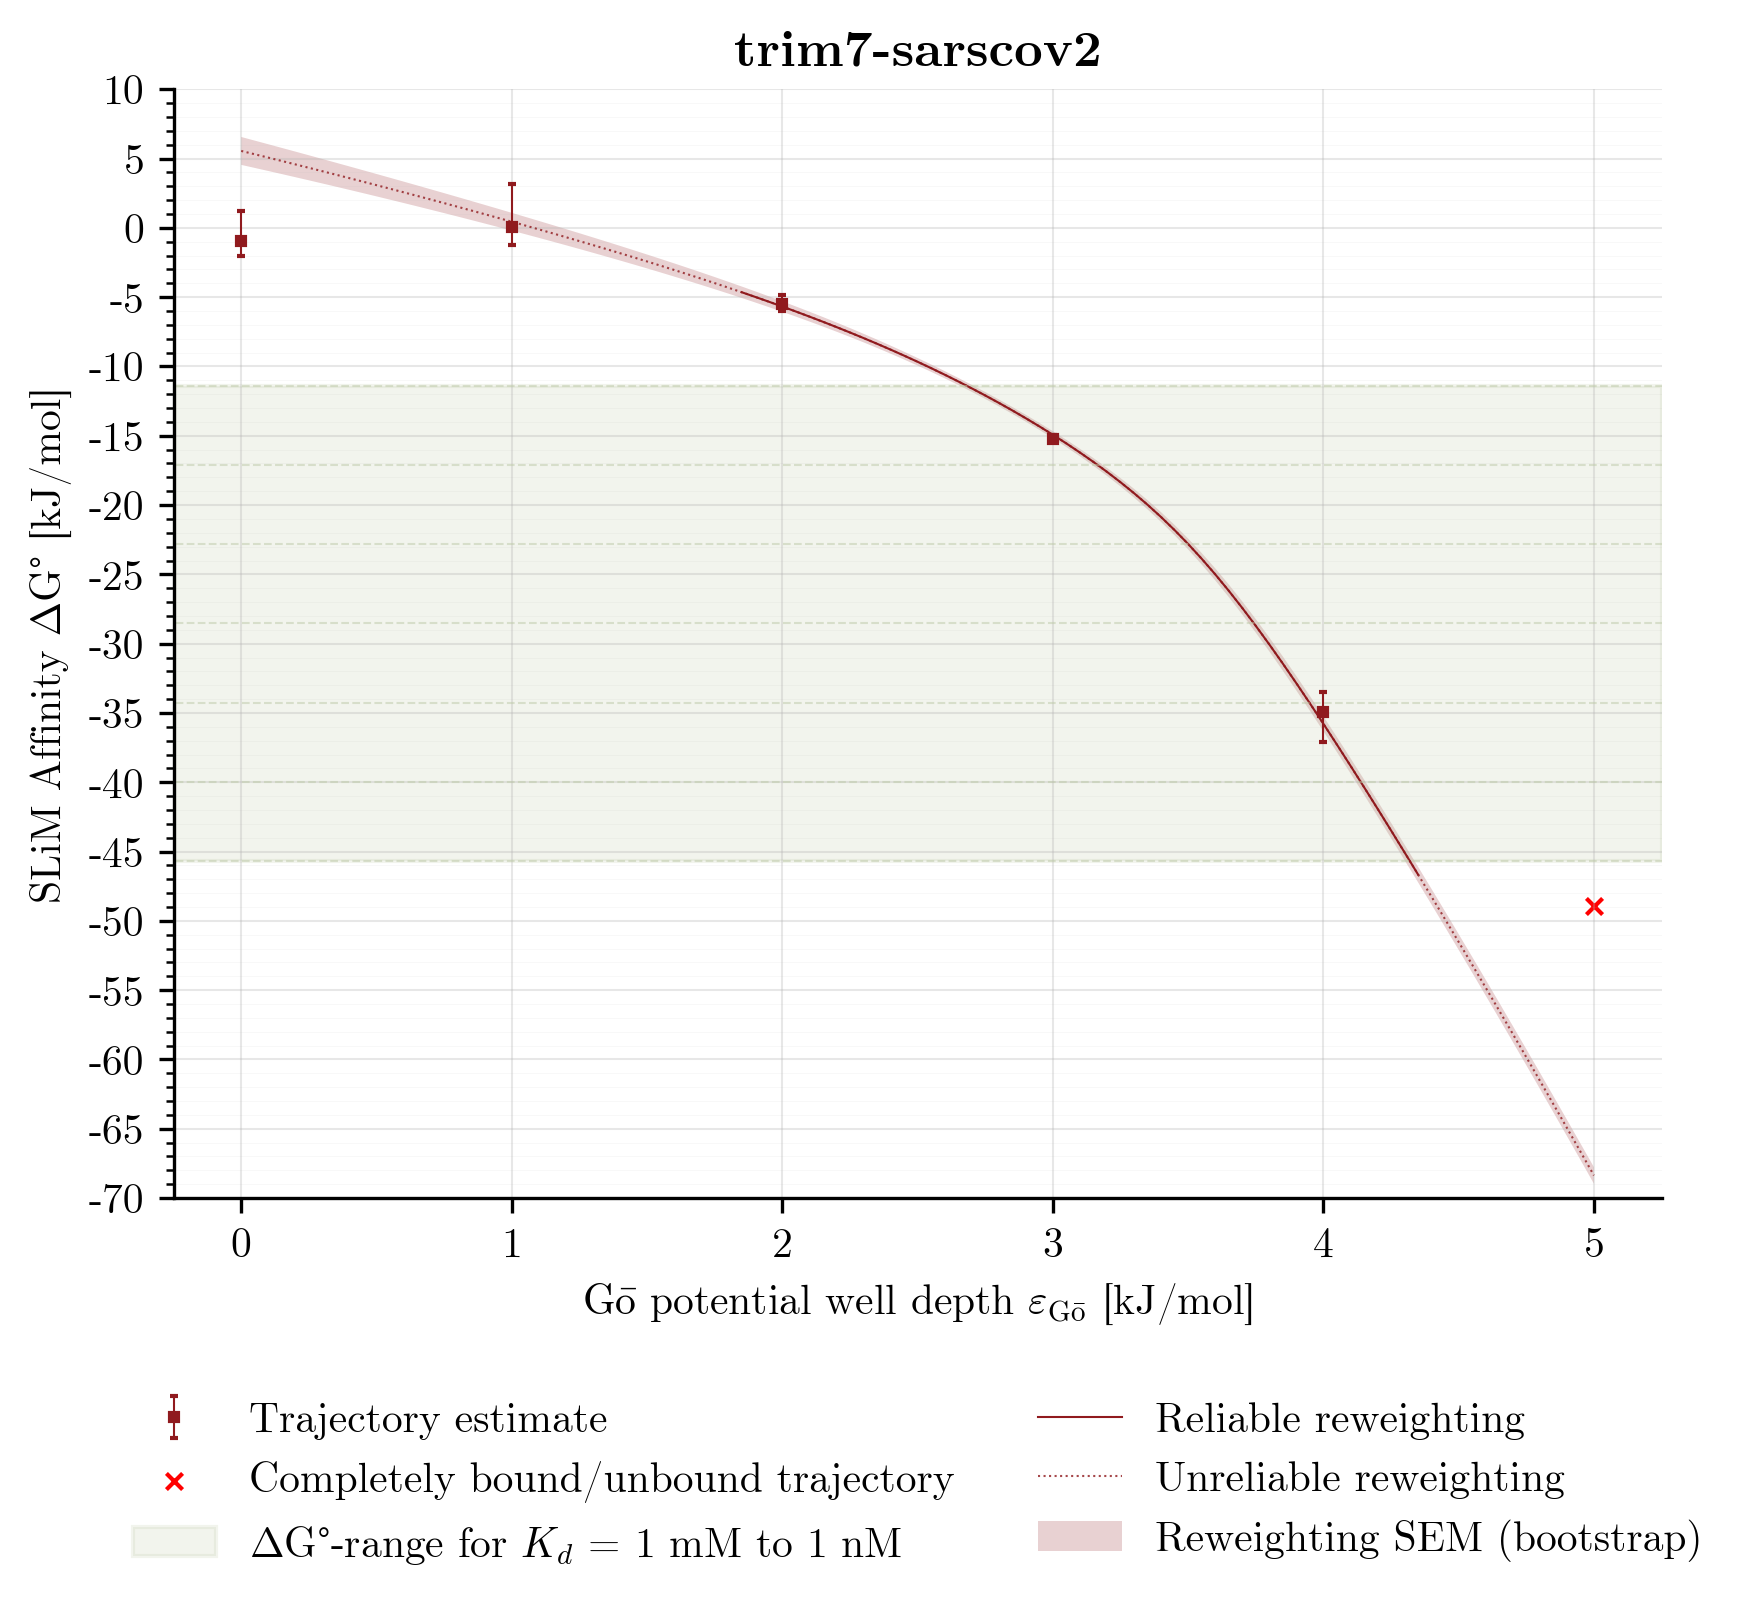 trim7-sarscov2
10
5
0
-5
-10
-15
-20
-25
-30
-35
-40
-45
-50
-55
-60
-65
-70
SLiM Affinity ΔG° [kJ/mol]
0 1 2 3 4 5
Gō potential well depth εGō [kJ/mol]
Trajectory estimate
Completely bound/unbound trajectory
ΔG°-range for Kd = 1 mM to 1 nM
Reliable reweighting
Unreliable reweighting
Reweighting SEM (bootstrap)